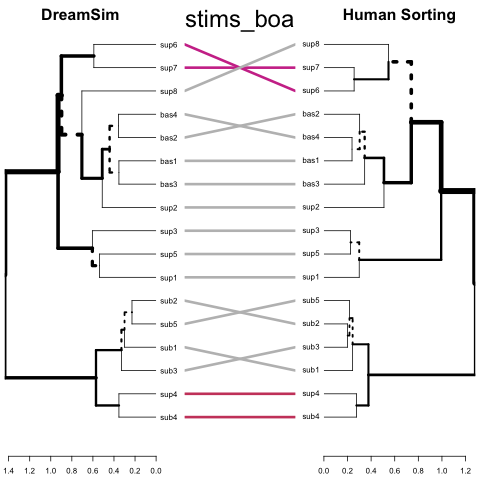 DreamSim stims_boa Human Sorting
sup6 sup8
sup7 sup7
sup8 sup6
bas4 bas2
bas2 bas4
bas1 bas1
bas3 bas3
sup2 sup2
sup3 sup3
sup5 sup5
sup1 sup1
sub2 sub5
sub5 sub2
sub1 sub3
sub3 sub1
sup4 sup4
sub4 sub4
1.4 1.2 1.0 0.8 0.6 0.4 0.2 0.0 0.0 0.2 0.4 0.6 0.8 1.0 1.2